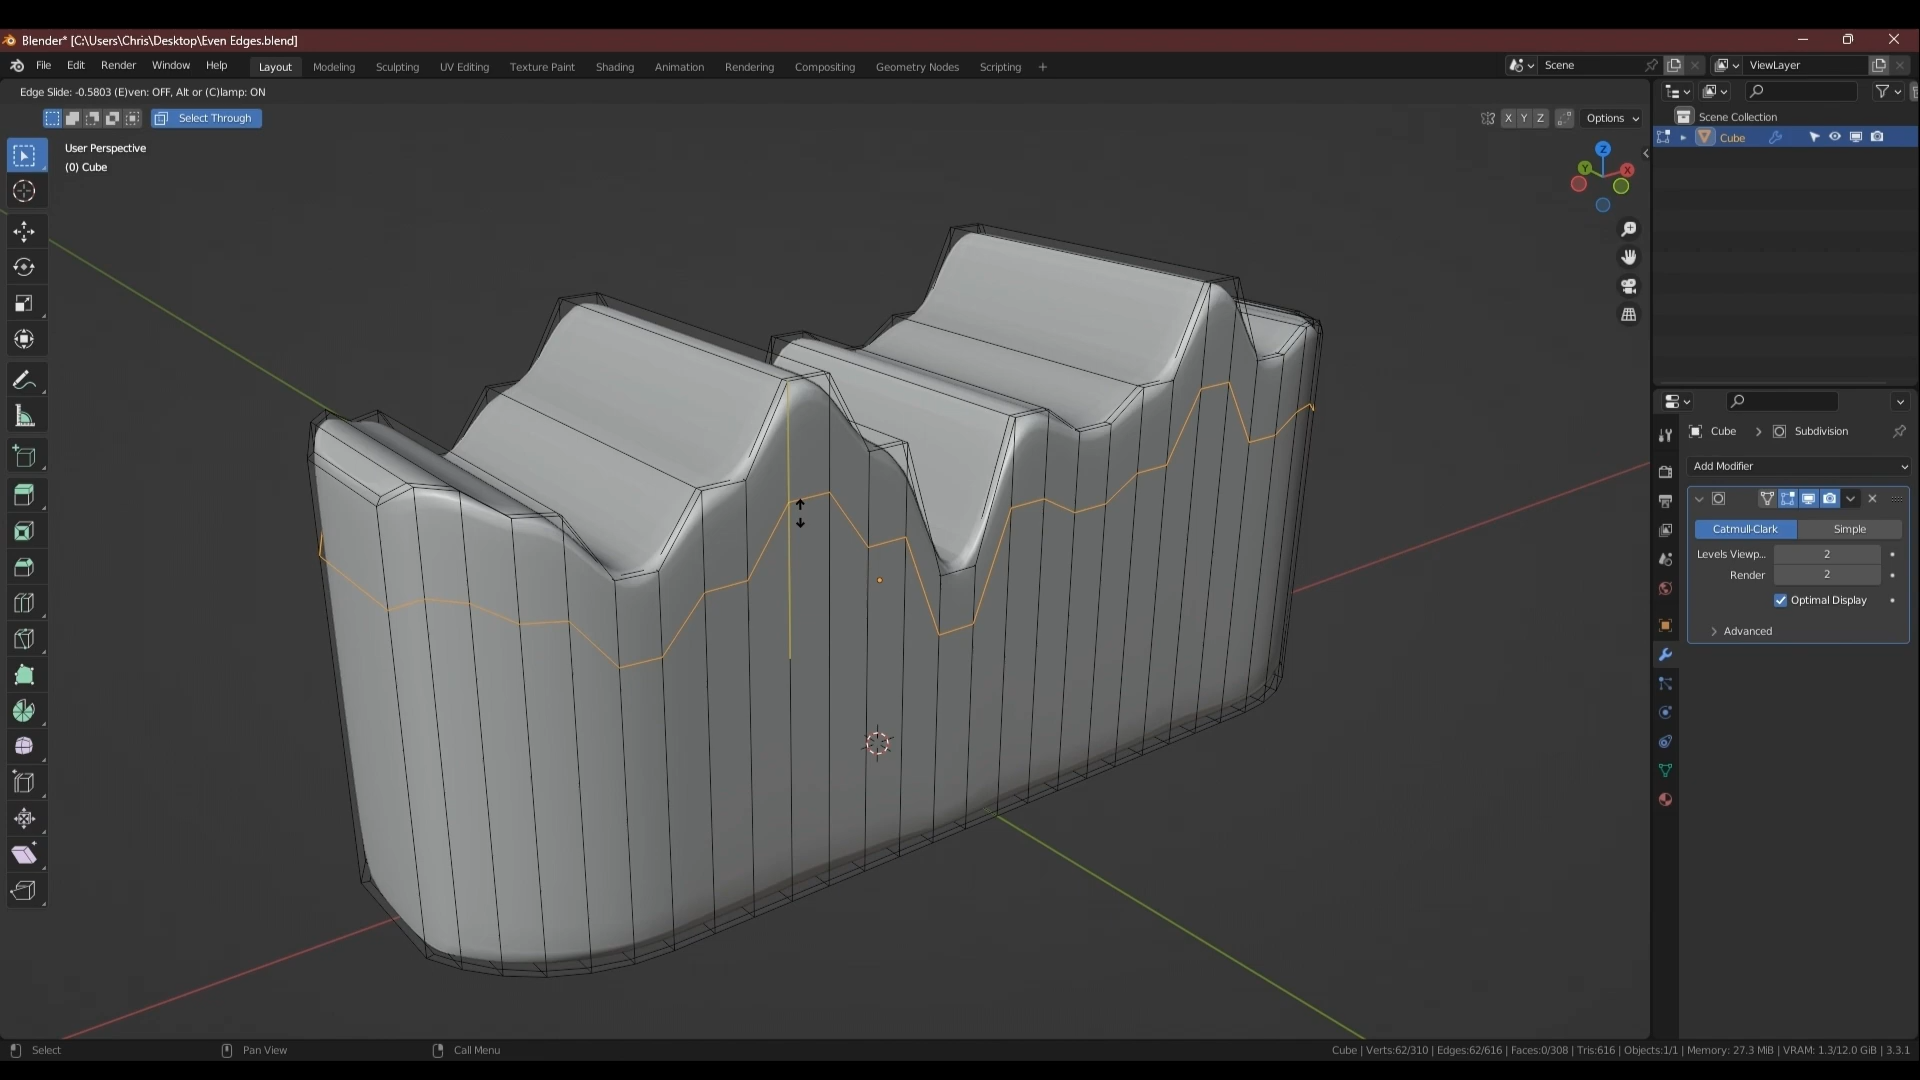 Blender* [C:\Users\Chris\Desktop\Even Edges.blend]
File Edit Render Window Help Layout Modeling Sculpting UV Editing Texture Paint Shading Animation Rendering Compositing Geometry Nodes Scripting + Scene ViewLayer
Edge Slide: -0.5803 (E)ven: OFF, Alt or (C)lamp: ON
Select Through X Y Z Options
Scene Collection
Cube
User Perspective
(0) Cube
Z
Y X
Cube > Subdivision
Add Modifier
Catmull-Clark Simple
Levels Viewp... 2
Render 2
Optimal Display
Advanced
Select Pan View Call Menu Cube | Verts:62/310 | Edges:62/616 | Faces:0/308 | Tris:616 | Objects:1/1 | Memory: 27.3 MiB | VRAM: 1.3/12.0 GiB | 3.3.1